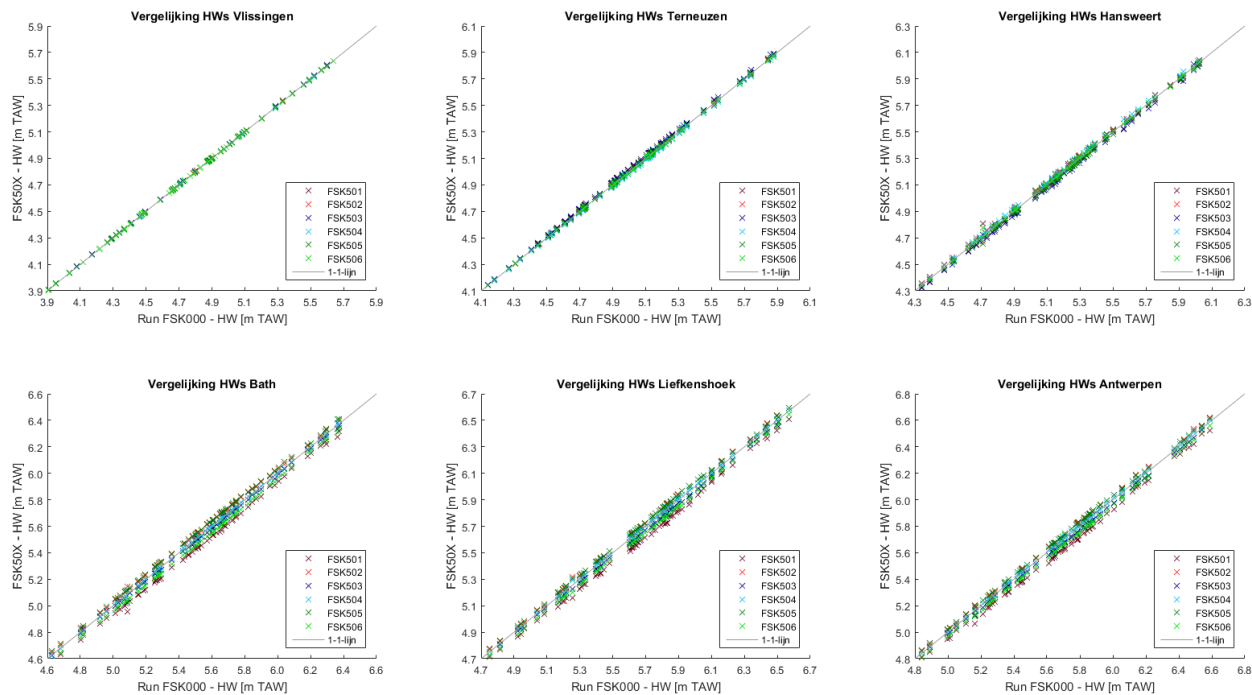 Vergelijking HWs Vlissingen
FSK50X - HW [m TAW]
5.9
5.7
5.5
5.3
5.1
4.9
4.7
4.5
4.3
4.1
3.9
3.9 4.1 4.3 4.5 4.7 4.9 5.1 5.3 5.5 5.7 5.9
Run FSK000 - HW [m TAW]
FSK501
FSK502
FSK503
FSK504
FSK505
FSK506
1-1-lijn
Vergelijking HWs Terneuzen
FSK50X - HW [m TAW]
6.1
5.9
5.7
5.5
5.3
5.1
4.9
4.7
4.5
4.3
4.1
4.1 4.3 4.5 4.7 4.9 5.1 5.3 5.5 5.7 5.9 6.1
Run FSK000 - HW [m TAW]
FSK501
FSK502
FSK503
FSK504
FSK505
FSK506
1-1-lijn
Vergelijking HWs Hansweert
FSK50X - HW [m TAW]
6.3
6.1
5.9
5.7
5.5
5.3
5.1
4.9
4.7
4.5
4.3
4.3 4.5 4.7 4.9 5.1 5.3 5.5 5.7 5.9 6.1 6.3
Run FSK000 - HW [m TAW]
FSK501
FSK502
FSK503
FSK504
FSK505
FSK506
1-1-lijn
Vergelijking HWs Bath
FSK50X - HW [m TAW]
6.6
6.4
6.2
6.0
5.8
5.6
5.4
5.2
5.0
4.8
4.6
4.6 4.8 5.0 5.2 5.4 5.6 5.8 6.0 6.2 6.4 6.6
Run FSK000 - HW [m TAW]
FSK501
FSK502
FSK503
FSK504
FSK505
FSK506
1-1-lijn
Vergelijking HWs Liefkenshoek
FSK50X - HW [m TAW]
6.7
6.5
6.3
6.1
5.9
5.7
5.5
5.3
5.1
4.9
4.7
4.7 4.9 5.1 5.3 5.5 5.7 5.9 6.1 6.3 6.5 6.7
Run FSK000 - HW [m TAW]
FSK501
FSK502
FSK503
FSK504
FSK505
FSK506
1-1-lijn
Vergelijking HWs Antwerpen
FSK50X - HW [m TAW]
6.8
6.6
6.4
6.2
6.0
5.8
5.6
5.4
5.2
5.0
4.8
4.8 5.0 5.2 5.4 5.6 5.8 6.0 6.2 6.4 6.6 6.8
Run FSK000 - HW [m TAW]
FSK501
FSK502
FSK503
FSK504
FSK505
FSK506
1-1-lijn